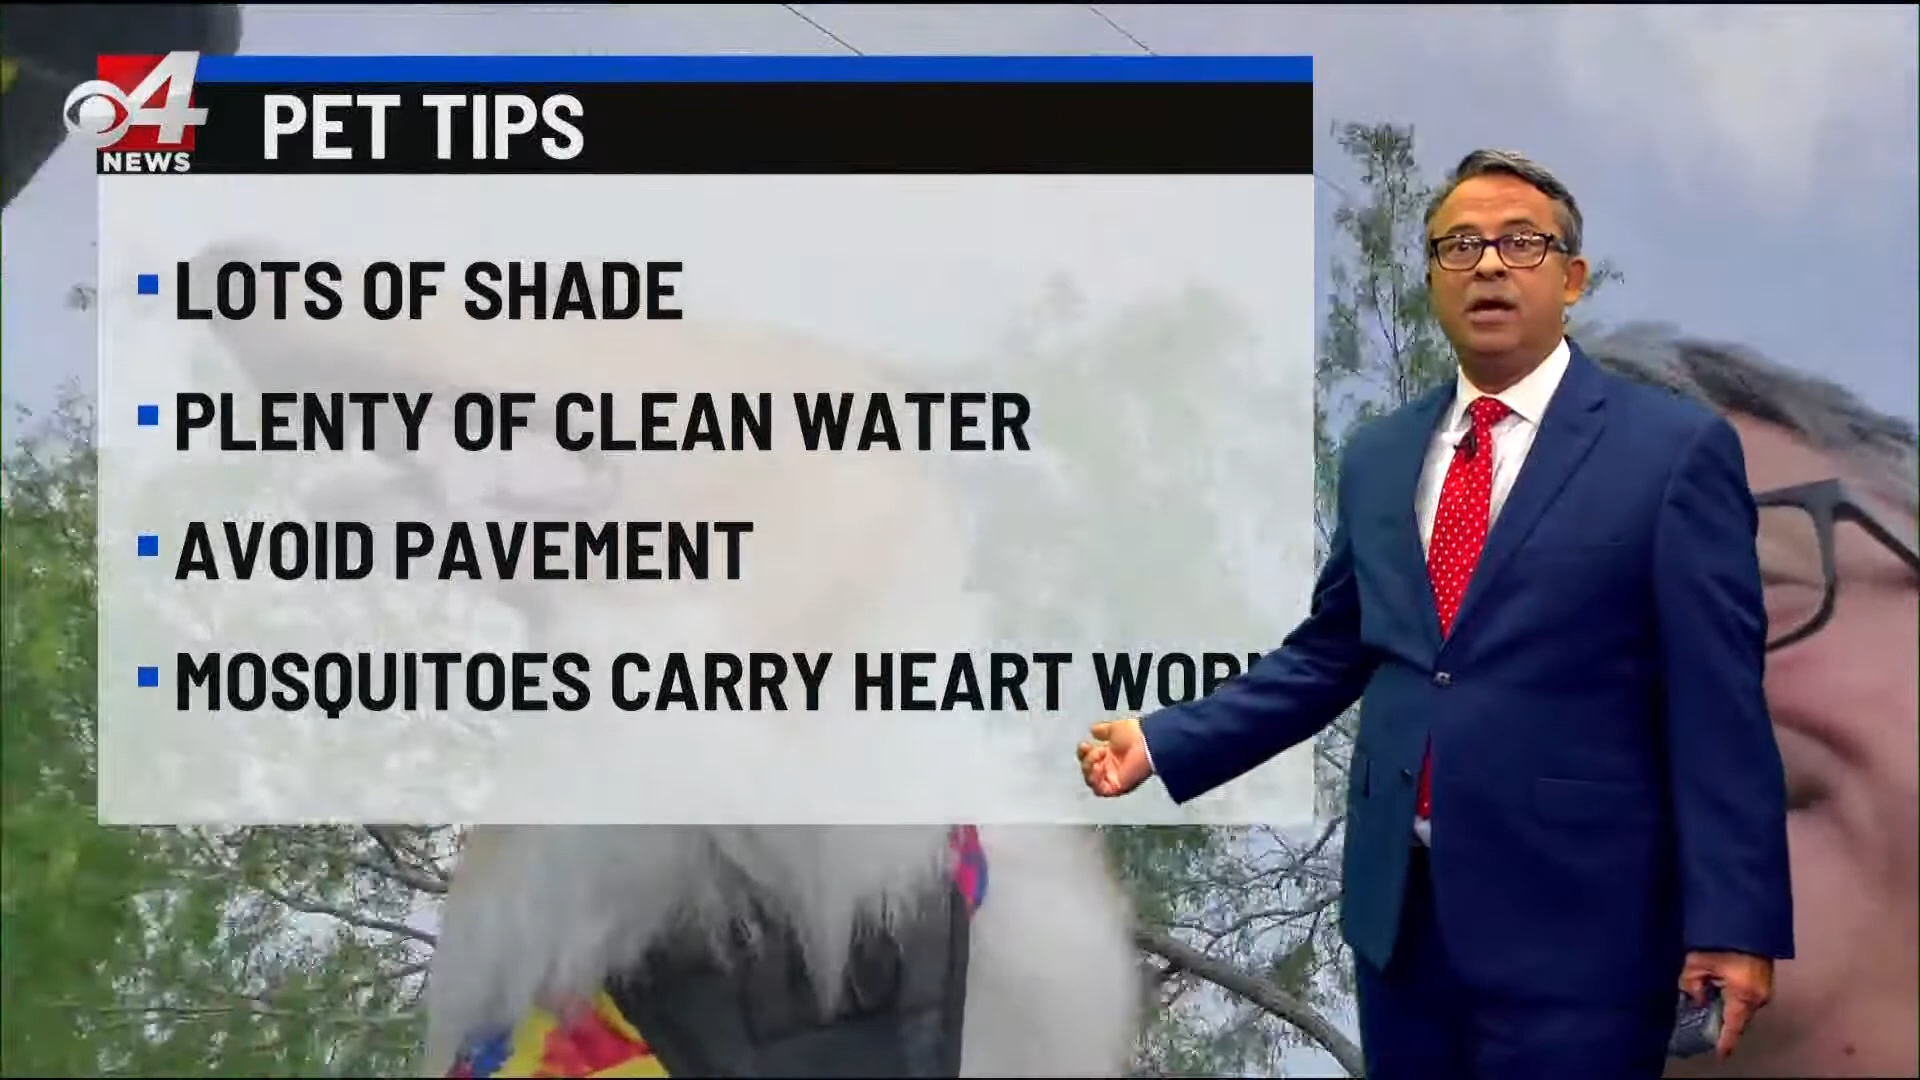 4
NEWS
PET TIPS
LOTS OF SHADE
PLENTY OF CLEAN WATER
AVOID PAVEMENT
MOSQUITOES CARRY HEART